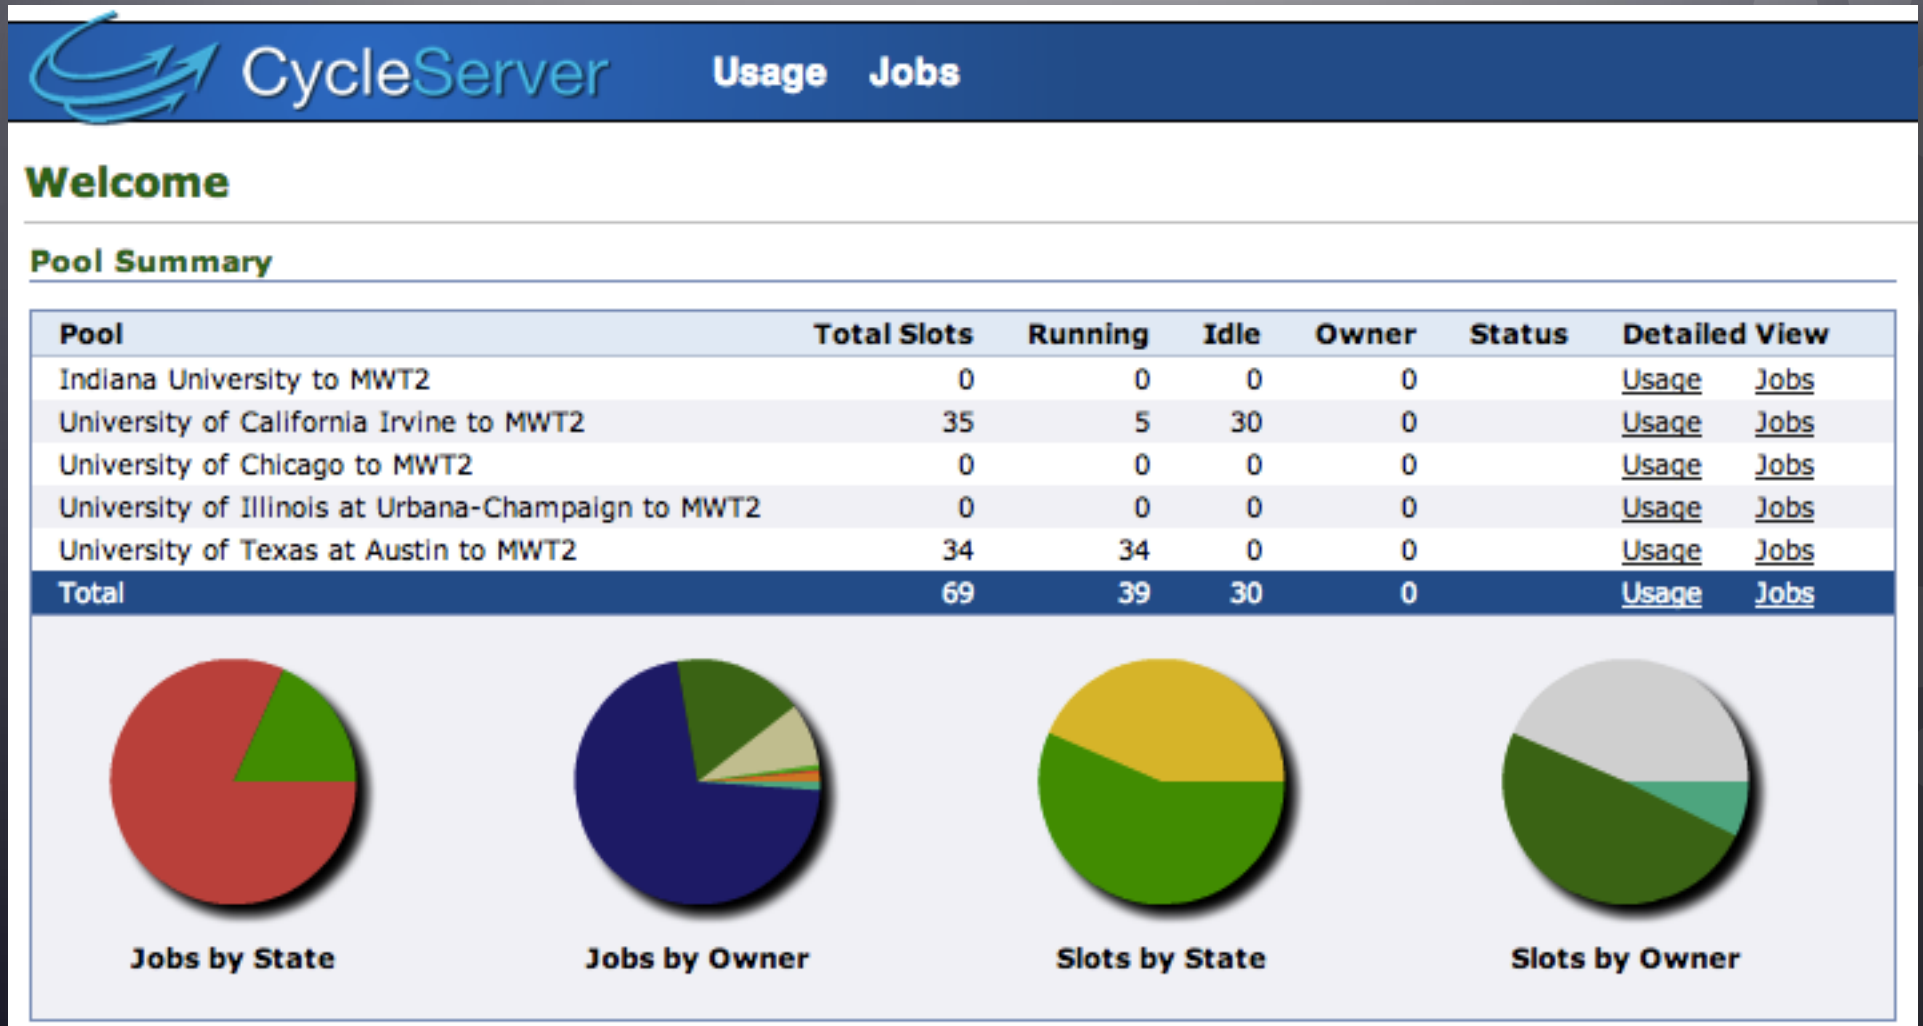 CycleServer Usage Jobs
Welcome
Pool Summary
Pool Total Slots Running Idle Owner Status Detailed View
Indiana University to MWT2 0 0 0 0 Usage Jobs
University of California Irvine to MWT2 35 5 30 0 Usage Jobs
University of Chicago to MWT2 0 0 0 0 Usage Jobs
University of Illinois at Urbana-Champaign to MWT2 0 0 0 0 Usage Jobs
University of Texas at Austin to MWT2 34 34 0 0 Usage Jobs
Total 69 39 30 0 Usage Jobs
Jobs by State Jobs by Owner Slots by State Slots by Owner